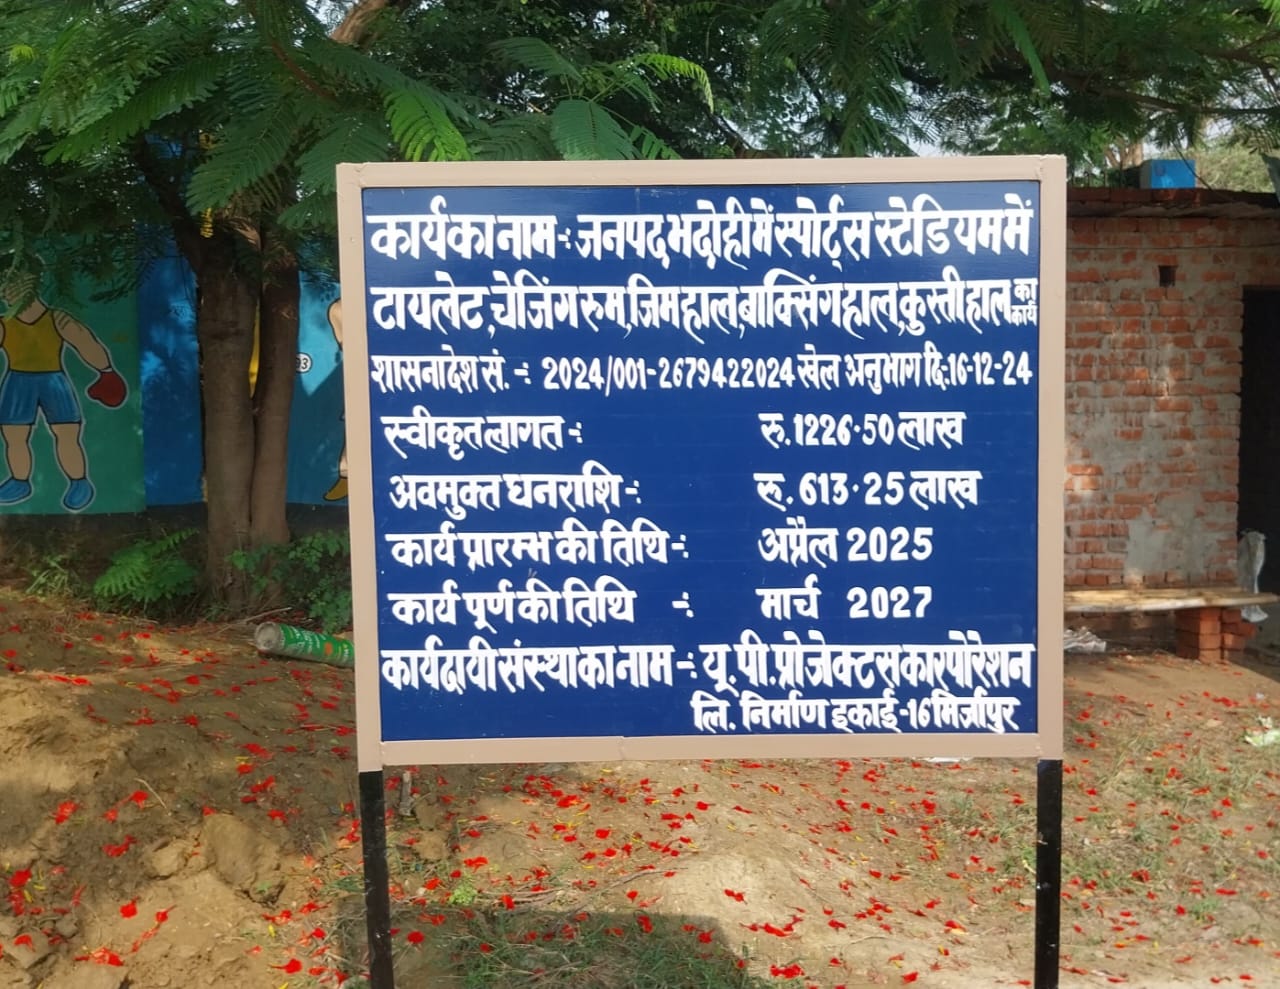 कार्य का नाम -: जनपद भदोही में स्पोर्ट्स स्टेडियम में
टायलेट, चेजिंग रुम, जिम हाल, बाक्सिंग हाल, कुस्ती हाल का कार्य
शासनादेश सं. -: 2024/001-2679422024 खेल अनुभाग दि:16-12-24
स्वीकृत लागत -: रु. 1226.50 लाख
अवमुक्त धनराशि -: रू. 613.25 लाख
कार्य प्रारम्भ की तिथि -: अप्रैल 2025
कार्य पूर्ण की तिथि -: मार्च 2027
कार्यदायी संस्था का नाम -: यू. पी. प्रोजेक्टस कारपोरेशन
लि. निर्माण इकाई-16 मिर्जापुर